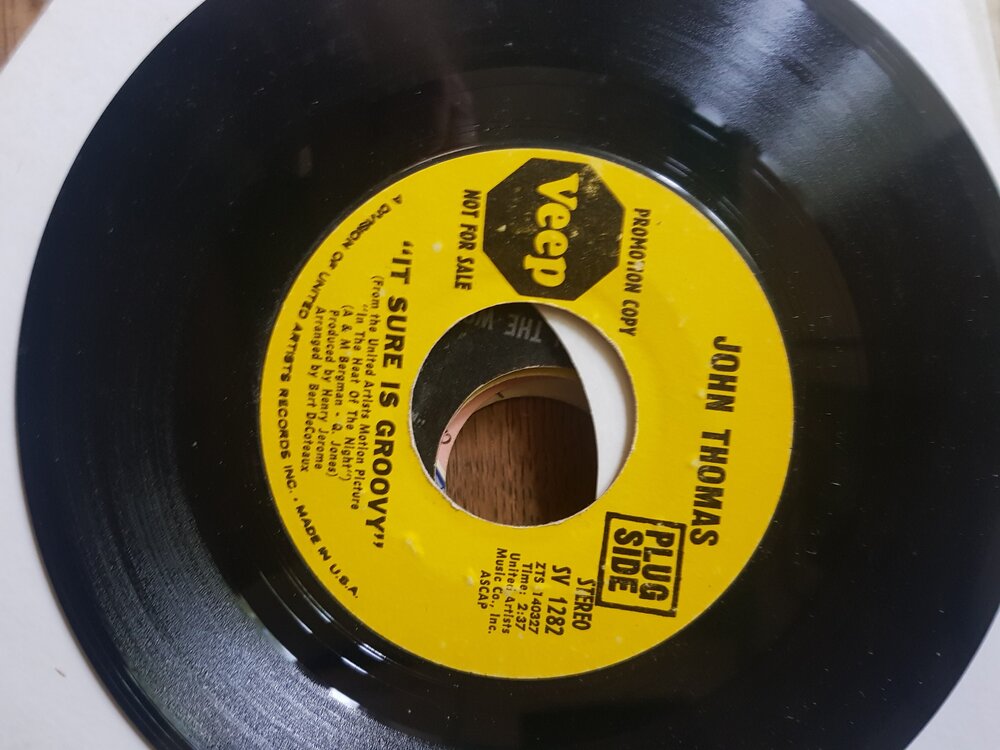 JOHN THOMAS
PLUG
SIDE
PROMOTION COPY
veep
NOT FOR SALE
STEREO
SV 1282
ZTS 140327
Time: 2:37
United Artists
Music Co., Inc.
ASCAP
"IT SURE IS GROOVY"
(From the United Artists Motion Picture
"In The Heat Of The Night")
(A & M Bergman - Q. Jones)
Produced by Henry Jerome
Arranged by Bert DeCoteaux
A DIVISION OF UNITED ARTISTS RECORDS INC. • MADE IN U.S.A.
THE